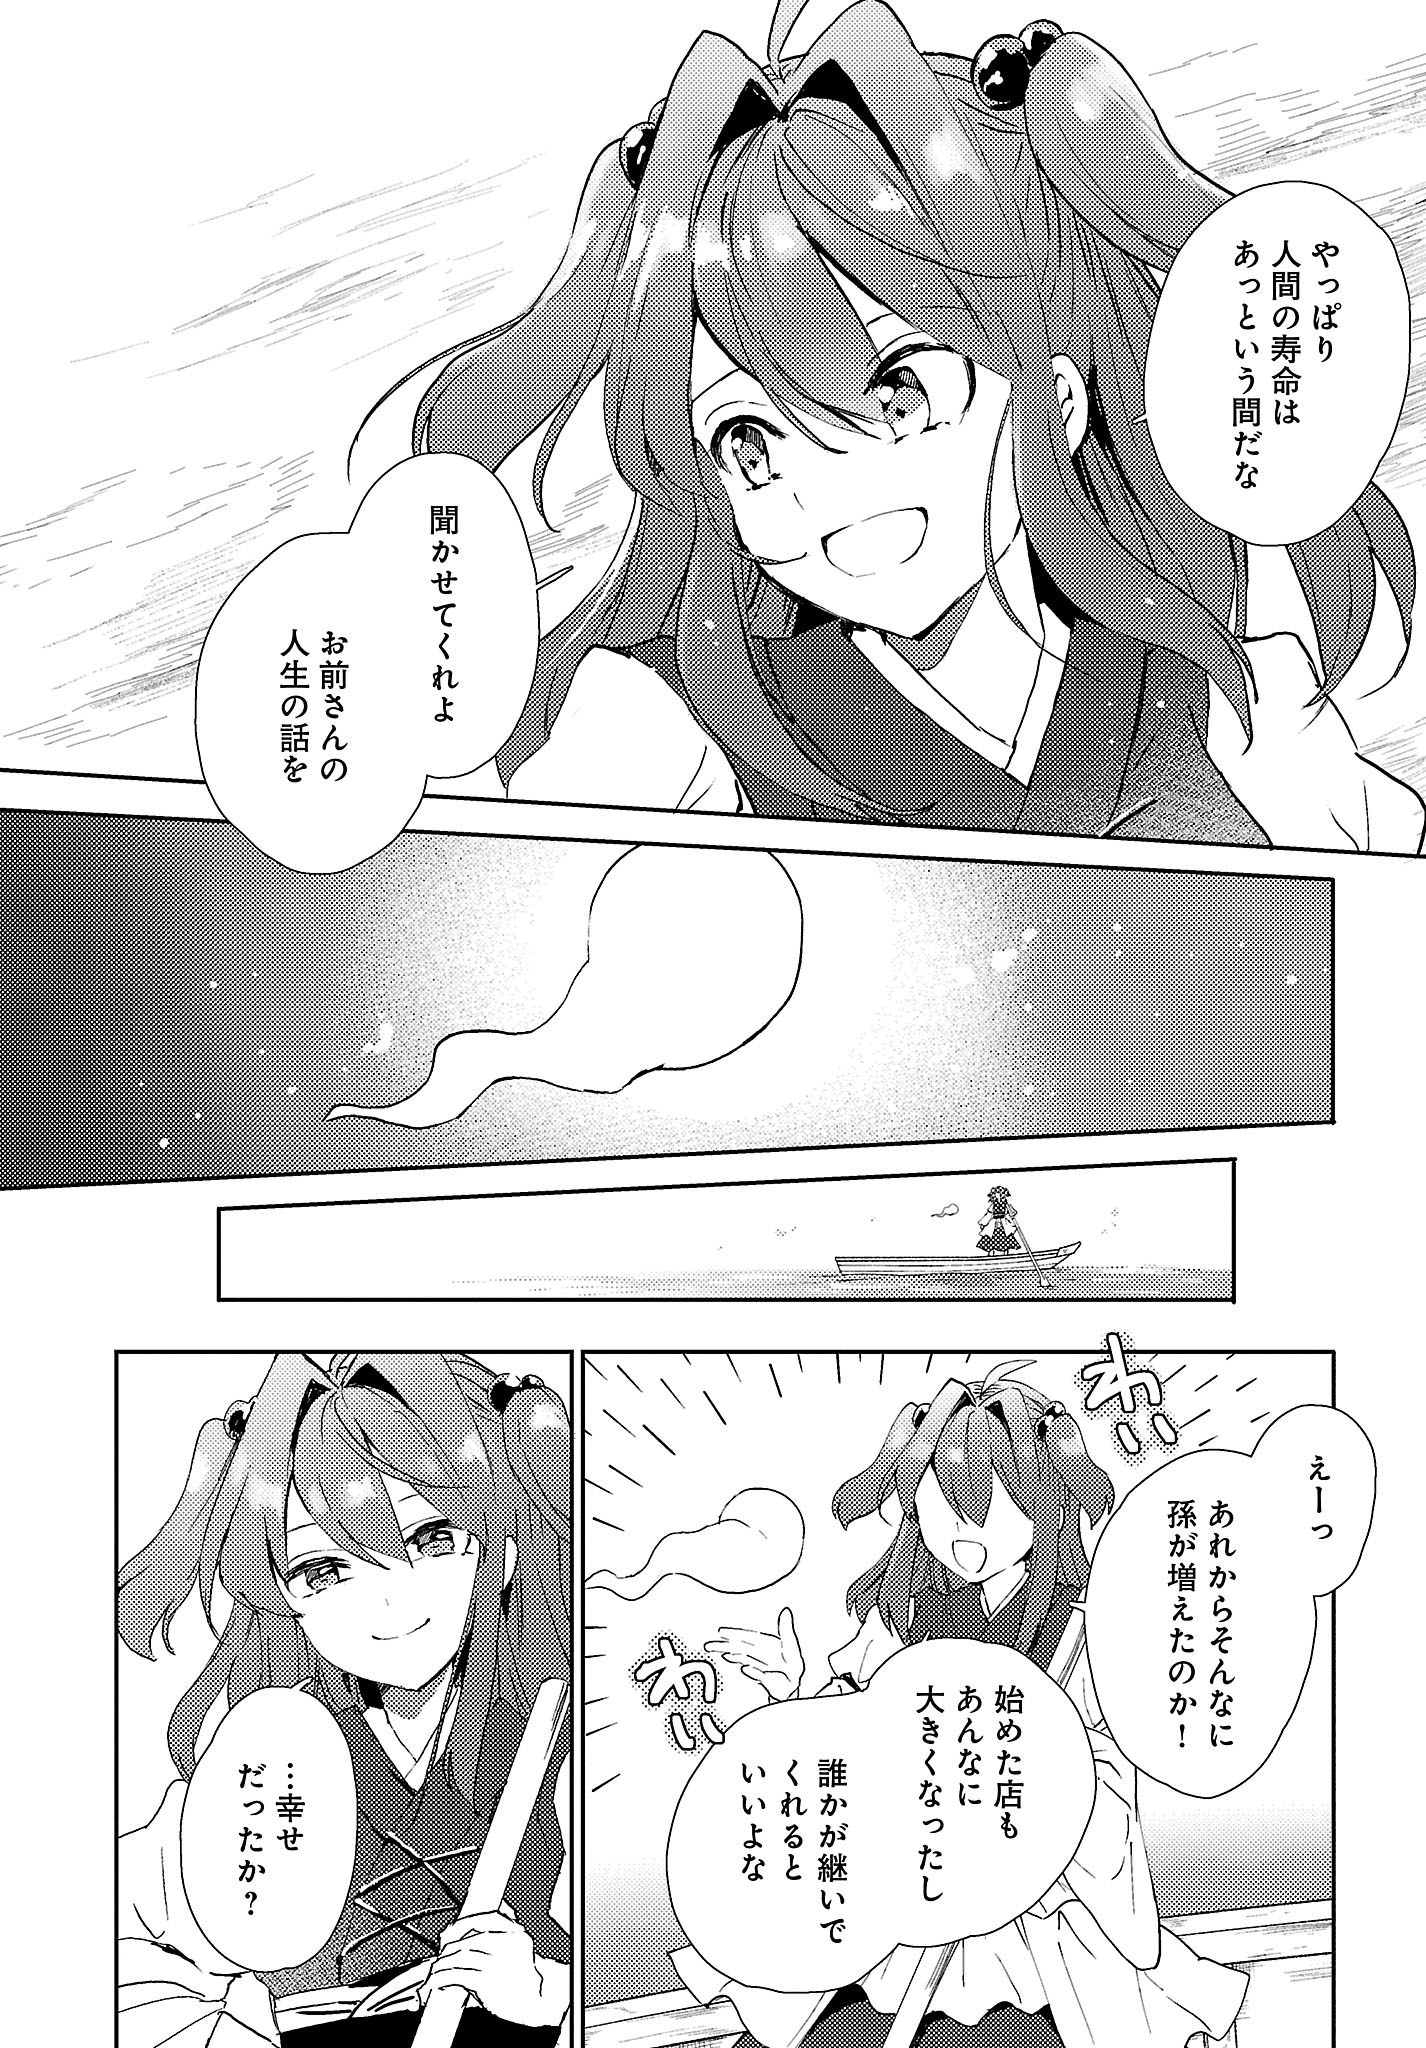 やっぱり
人間の寿命は
あっという間だな
聞かせてくれよ
お前さんの
人生の話を
えーっ
あれからそんなに
孫が増えたのか！
わい
始めた店も
あんなに
大きくなったし
誰かが継いで
くれると
いいよな
わい
…幸せ
だったか？